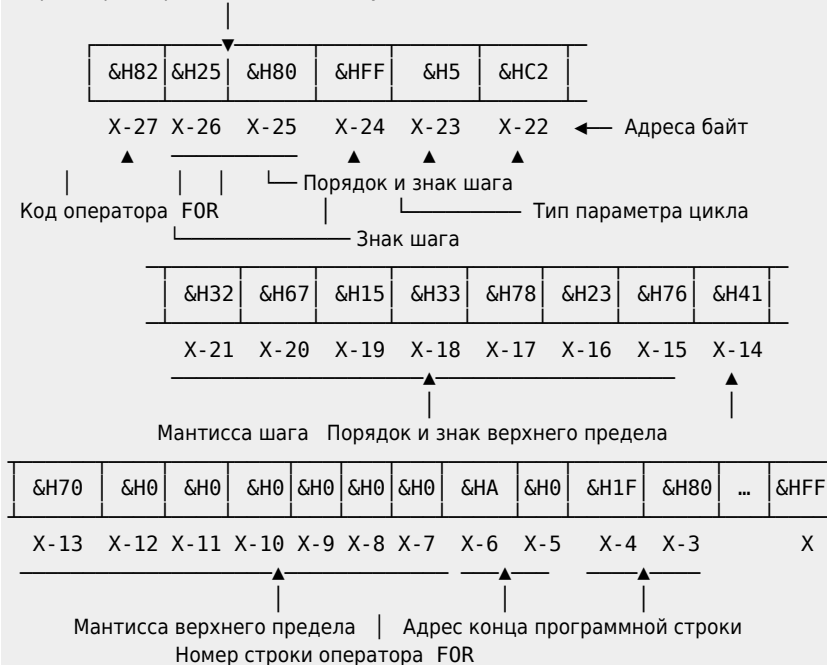 &H82 &H25 &H80 &HFF &H5 &HC2
X-27 X-26 X-25 X-24 X-23 X-22 Адреса байт
Порядок и знак шага
Код оператора FOR Тип параметра цикла
Знак шага
&H32 &H67 &H15 &H33 &H78 &H23 &H76 &H41
X-21 X-20 X-19 X-18 X-17 X-16 X-15 X-14
Мантисса шага Порядок и знак верхнего предела
&H70 &H0 &H0 &H0 &H0 &H0 &H0 &HA &H0 &H1F &H80 … &HFF
X-13 X-12 X-11 X-10 X-9 X-8 X-7 X-6 X-5 X-4 X-3 X
Мантисса верхнего предела Адрес конца программной строки
Номер строки оператора FOR